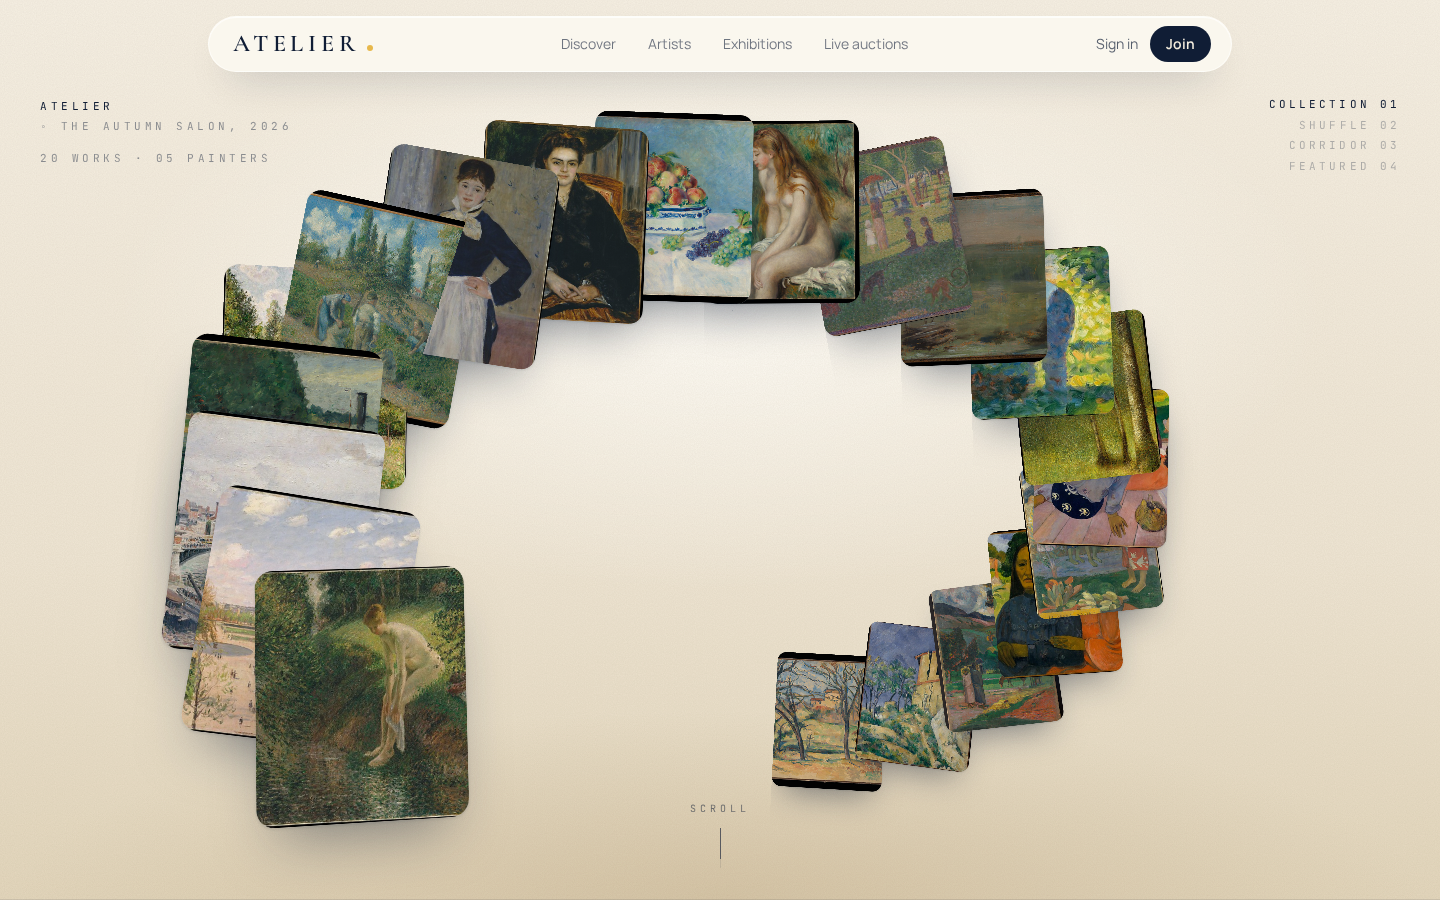 ATELIER
Discover
Artists
Exhibitions
Live auctions
Sign in
Join
ATELIER
THE AUTUMN SALON, 2026
20 WORKS · 05 PAINTERS
COLLECTION 01
SHUFFLE 02
CORRIDOR 03
FEATURED 04
SCROLL